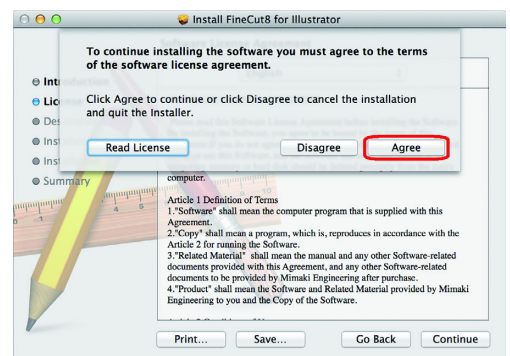 Install FineCut8 for Illustrator
To continue installing the software you must agree to the terms
of the software license agreement.
Click Agree to continue or click Disagree to cancel the installation
and quit the Installer.
Read License
Disagree
Agree
Summary
computer.
Article 1 Definition of Terms
1."Software" shall mean the computer program that is supplied with this
Agreement.
2."Copy" shall mean a program, which is, reproduces in accordance with the
Article 2 for running the Software.
3."Related Material" shall mean the manual and any other Software-related
documents provided with this Agreement, and any other Software-related
documents to be provided by Mimaki Engineering after purchase.
4."Product" shall mean the Software and Related Material provided by Mimaki
Engineering to you and the Copy of the Software.
Print...
Save...
Go Back
Continue